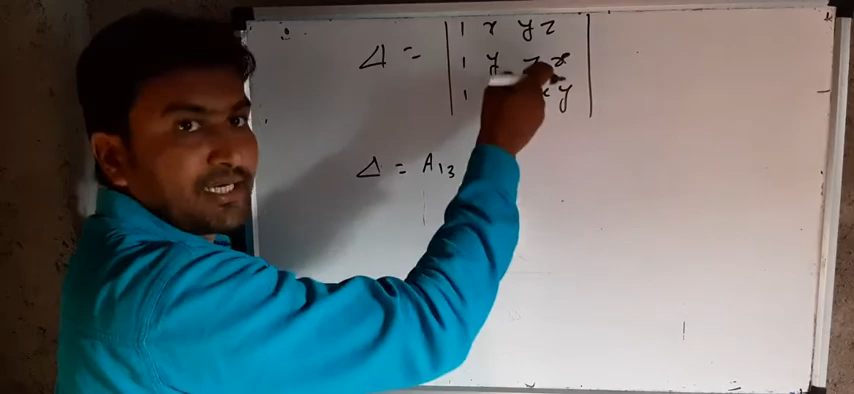 Δ = | 1 x yz |
| 1 y zx |
| 1 xy |
Δ = A₁₃